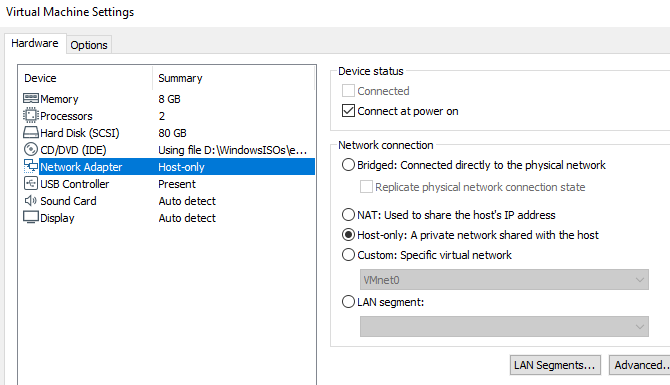 Virtual Machine Settings
Hardware Options
Device Summary
Memory 8 GB
Processors 2
Hard Disk (SCSI) 80 GB
CD/DVD (IDE) Using file D:\WindowsISOs\e...
Network Adapter Host-only
USB Controller Present
Sound Card Auto detect
Display Auto detect
Device status
Connected
Connect at power on
Network connection
Bridged: Connected directly to the physical network
Replicate physical network connection state
NAT: Used to share the host's IP address
Host-only: A private network shared with the host
Custom: Specific virtual network
VMnet0
LAN segment:
LAN Segments... Advanced...